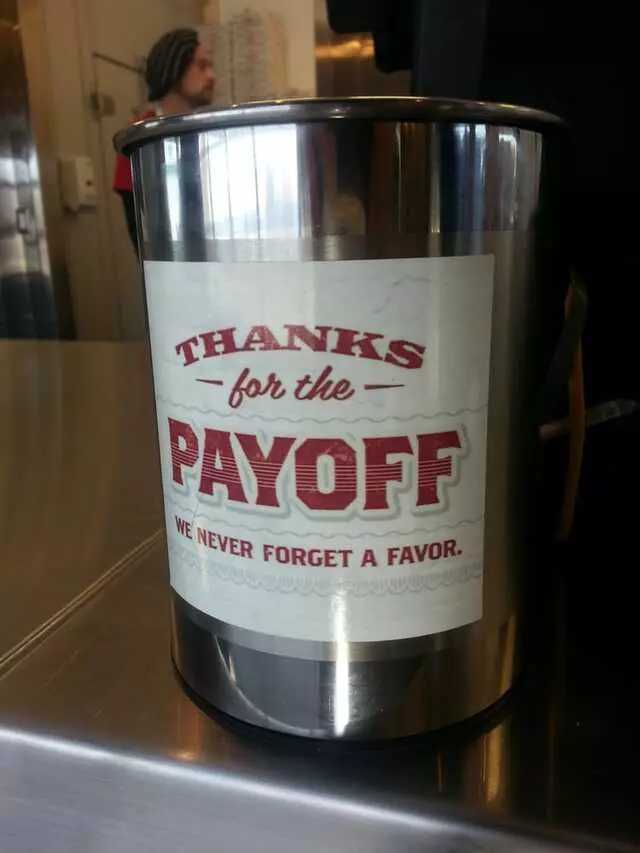 THANKS
for the
PAYOFF
WE NEVER FORGET A FAVOR.